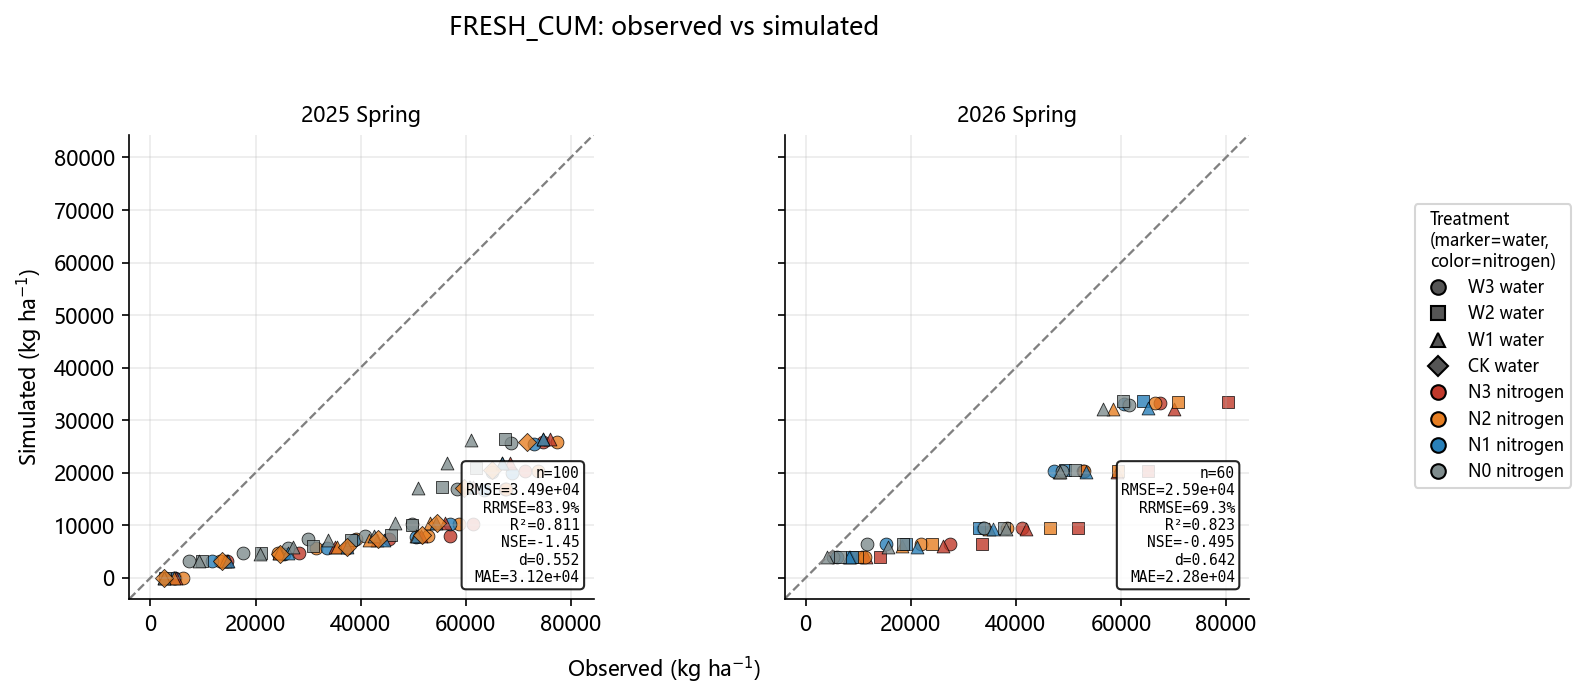 FRESH_CUM: observed vs simulated
2025 Spring
2026 Spring
80000
70000
60000
50000
40000
30000
20000
10000
0
Simulated (kg ha⁻¹)
n=100
RMSE=3.49e+04
RRMSE=83.9%
R²=0.811
NSE=-1.45
d=0.552
MAE=3.12e+04
n=60
RMSE=2.59e+04
RRMSE=69.3%
R²=0.823
NSE=-0.495
d=0.642
MAE=2.28e+04
0 20000 40000 60000 80000
0 20000 40000 60000 80000
Observed (kg ha⁻¹)
Treatment
(marker=water,
color=nitrogen)
W3 water
W2 water
W1 water
CK water
N3 nitrogen
N2 nitrogen
N1 nitrogen
N0 nitrogen